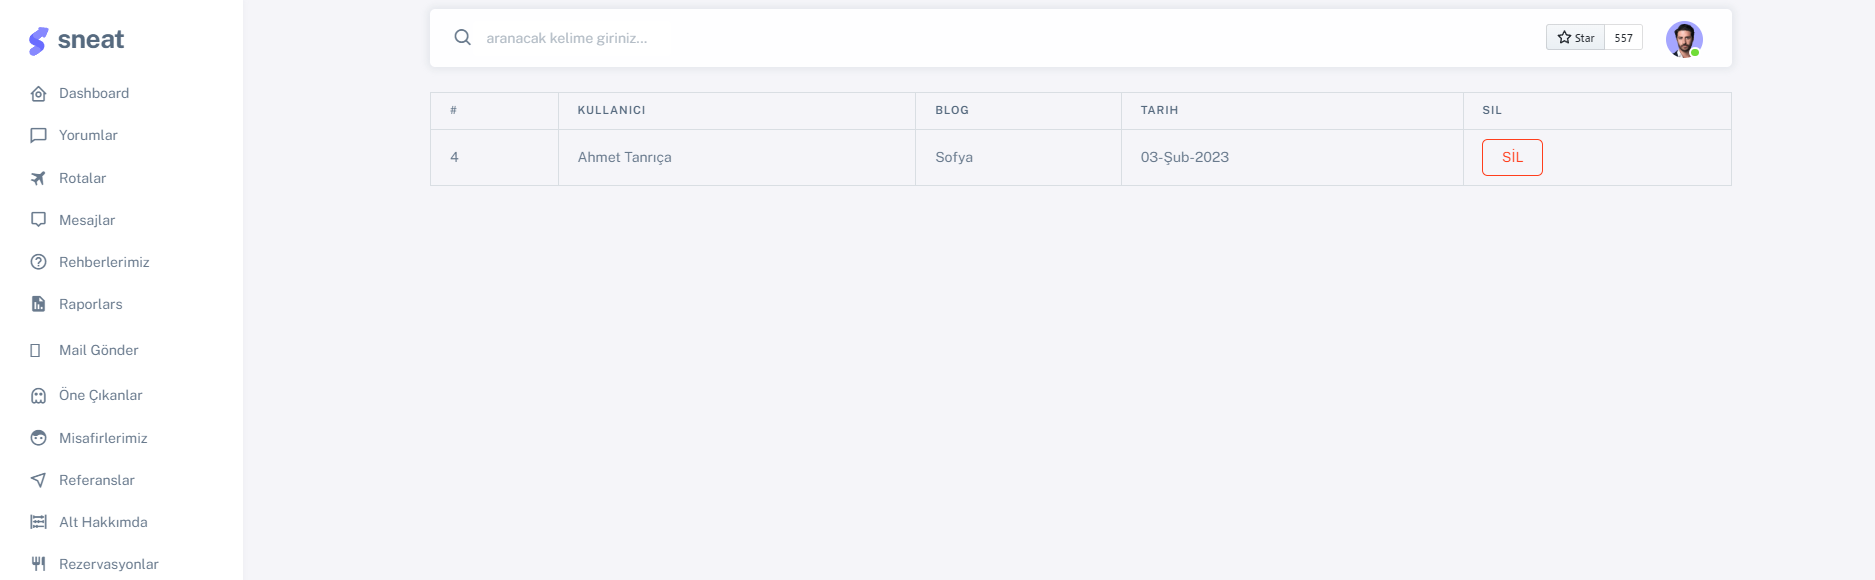 sneat
Dashboard
Yorumlar
Rotalar
Mesajlar
Rehberlerimiz
Raporlars
Mail Gönder
Öne Çıkanlar
Misafirlerimiz
Referanslar
Alt Hakkımda
Rezervasyonlar
aranacak kelime giriniz...
Star 557
# KULLANICI BLOG TARIH SIL
4 Ahmet Tanrıça Sofya 03-Şub-2023 SİL